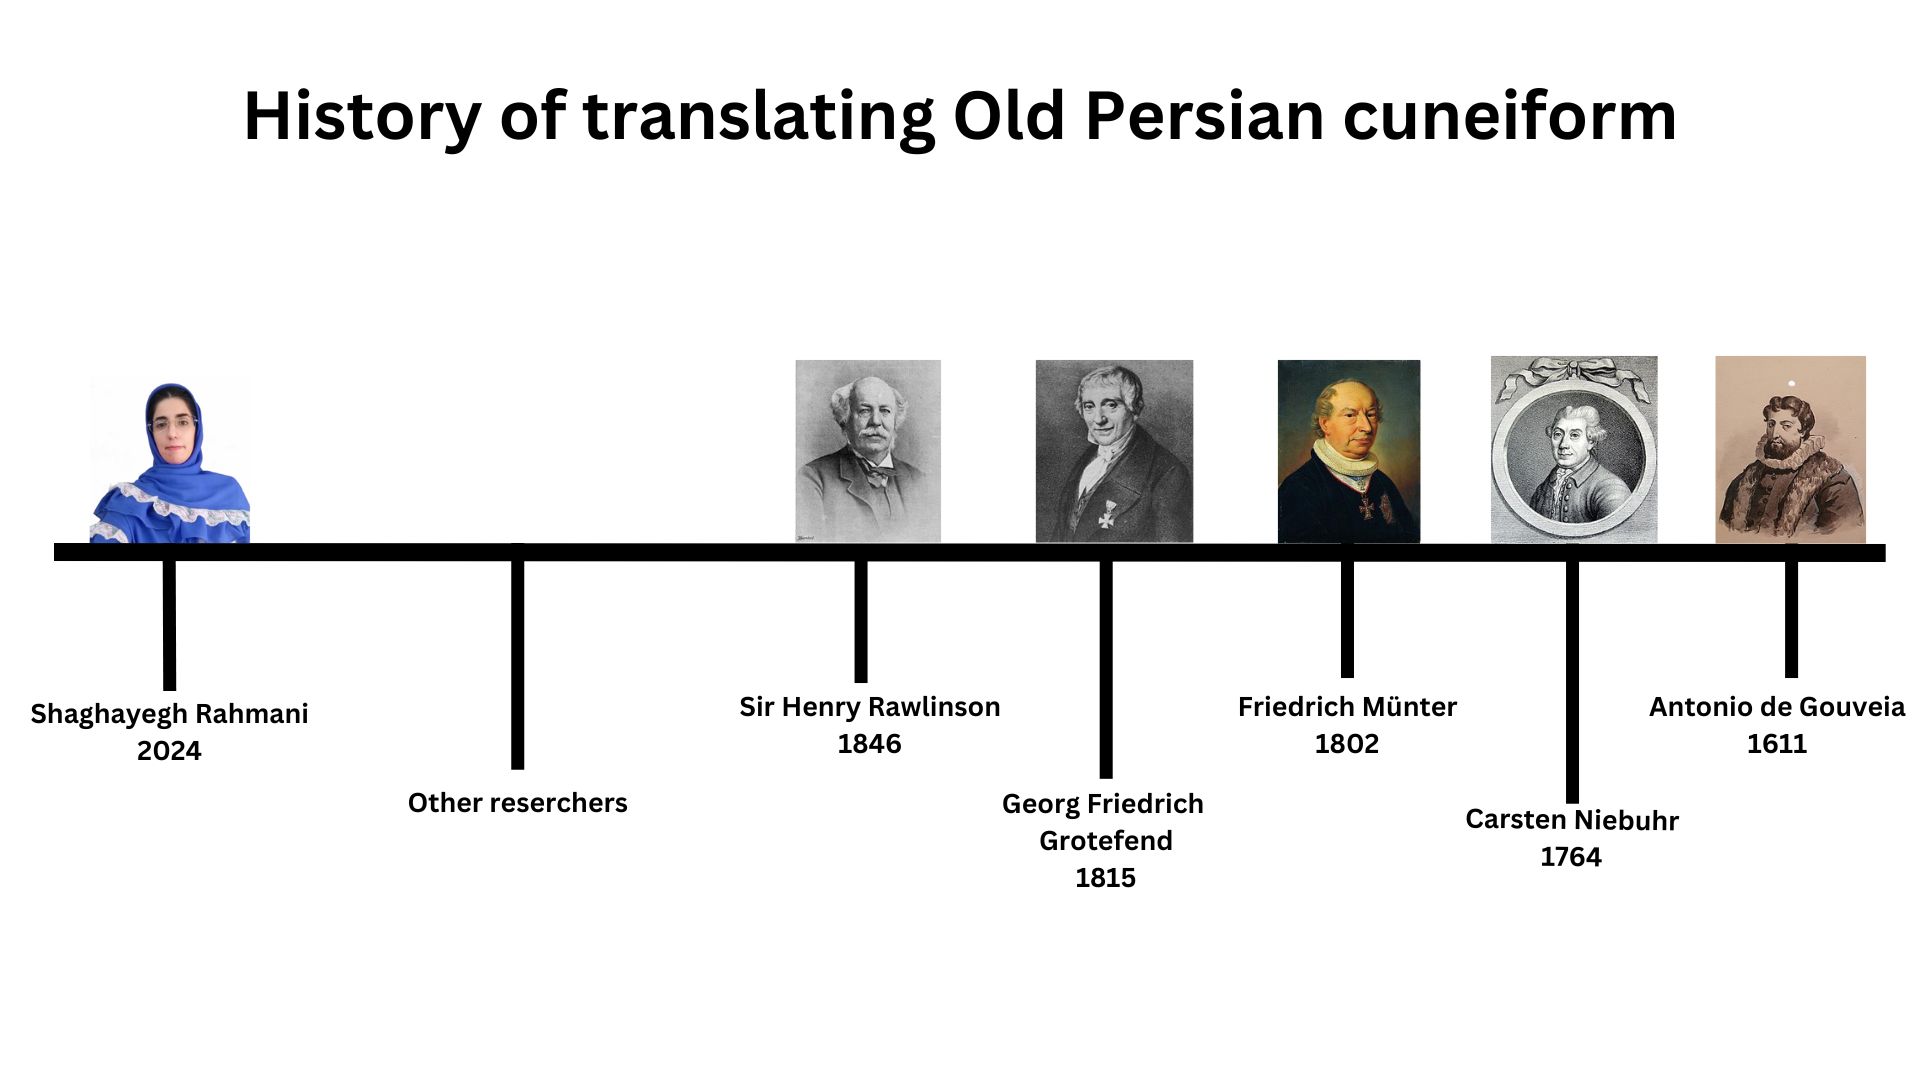 History of translating Old Persian cuneiform
Shaghayegh Rahmani
2024
Other reserchers
Sir Henry Rawlinson
1846
Georg Friedrich
Grotefend
1815
Friedrich Münter
1802
Carsten Niebuhr
1764
Antonio de Gouveia
1611